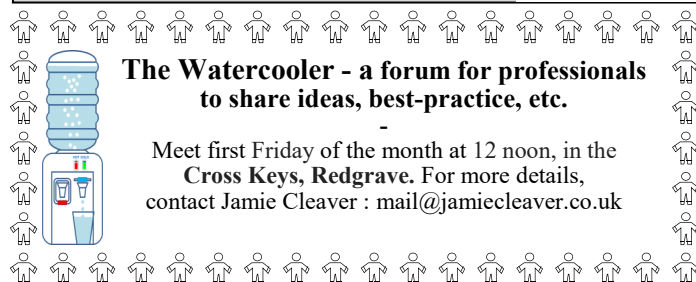 The Watercooler - a forum for professionals
to share ideas, best-practice, etc.
-
Meet first Friday of the month at 12 noon, in the
Cross Keys, Redgrave. For more details,
contact Jamie Cleaver : mail@jamiecleaver.co.uk